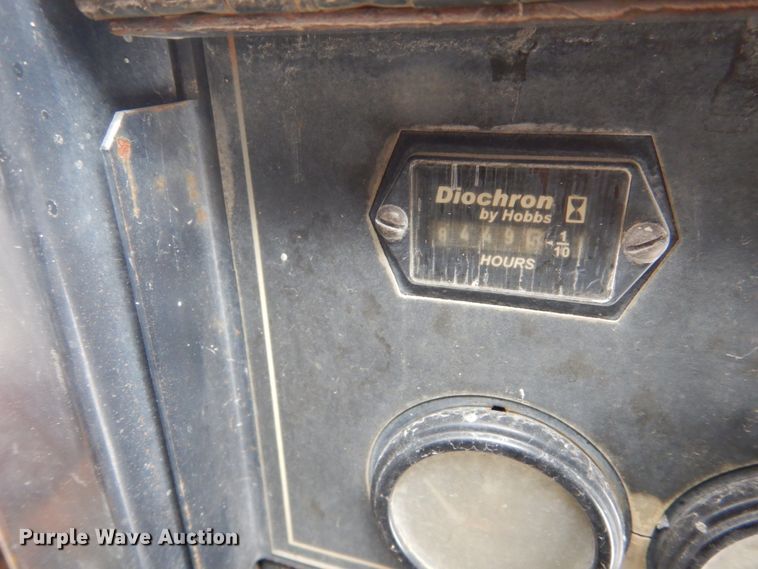 Diochron
by Hobbs
1
10
HOURS
Purple Wave Auction